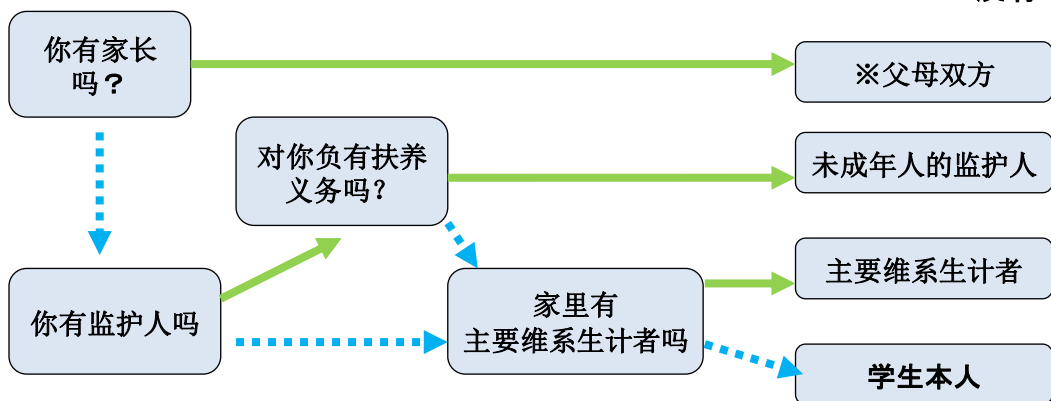 你有家长
吗？
※父母双方
对你负有扶养
义务吗？
未成年人的监护人
你有监护人吗
家里有
主要维系生计者吗
主要维系生计者
学生本人